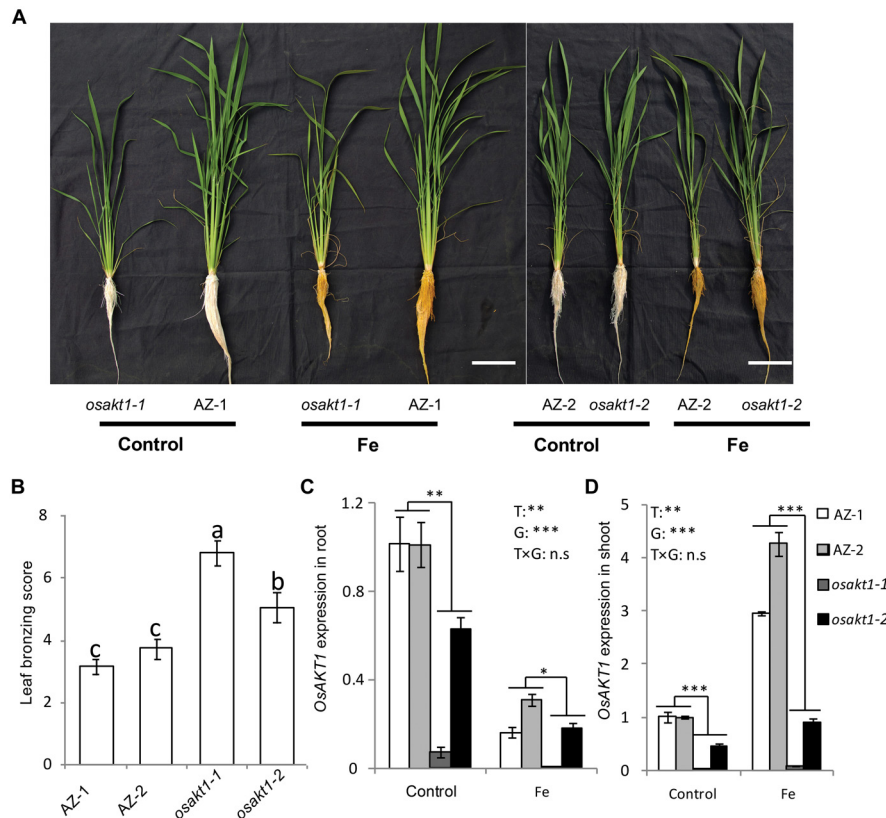 A
osakt1-1 AZ-1 osakt1-1 AZ-1 AZ-2 osakt1-2 AZ-2 osakt1-2
Control Fe Control Fe
B
Leaf bronzing score
8
6
4
2
0
c
c
a
b
AZ-1 AZ-2 osakt1-1 osakt1-2
C
OsAKT1 expression in root
1.2
0.8
0.4
0
**
T:**
G: ***
T×G: n.s
*
Control Fe
D
OsAKT1 expression in shoot
5
4
3
2
1
0
T:**
G: ***
T×G: n.s
***
***
Control Fe
AZ-1
AZ-2
osakt1-1
osakt1-2